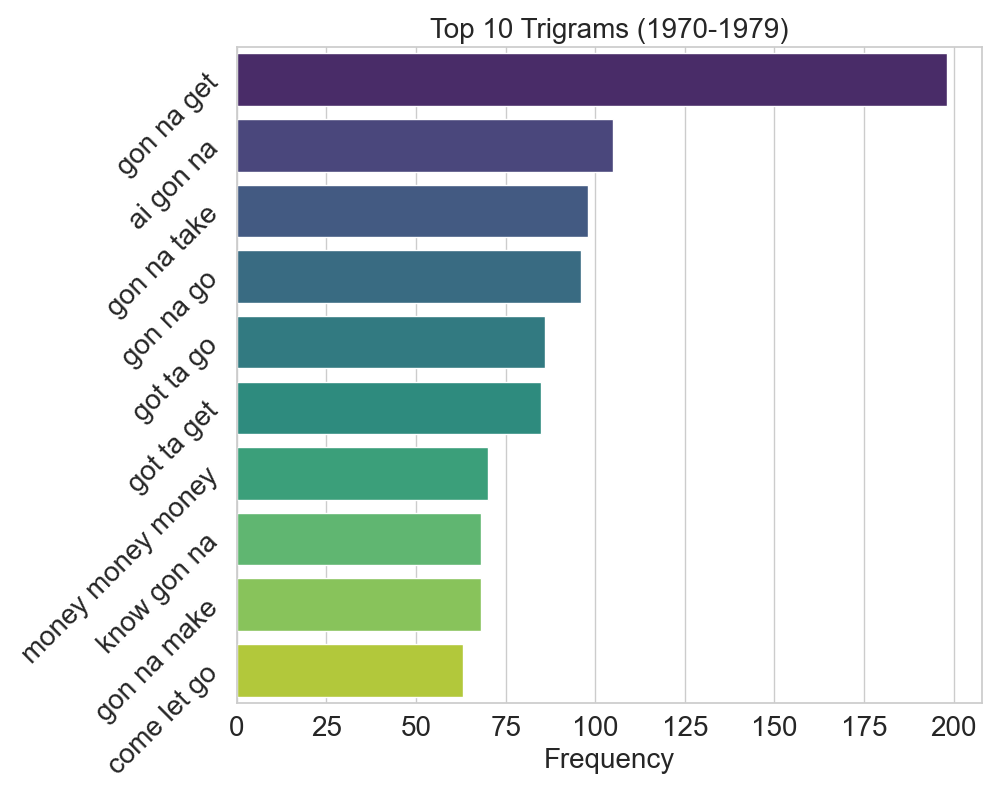 Top 10 Trigrams (1970-1979)
gon na get
ai gon na
gon na take
gon na go
got ta go
got ta get
money money money
know gon na
gon na make
come let go
0 25 50 75 100 125 150 175 200
Frequency